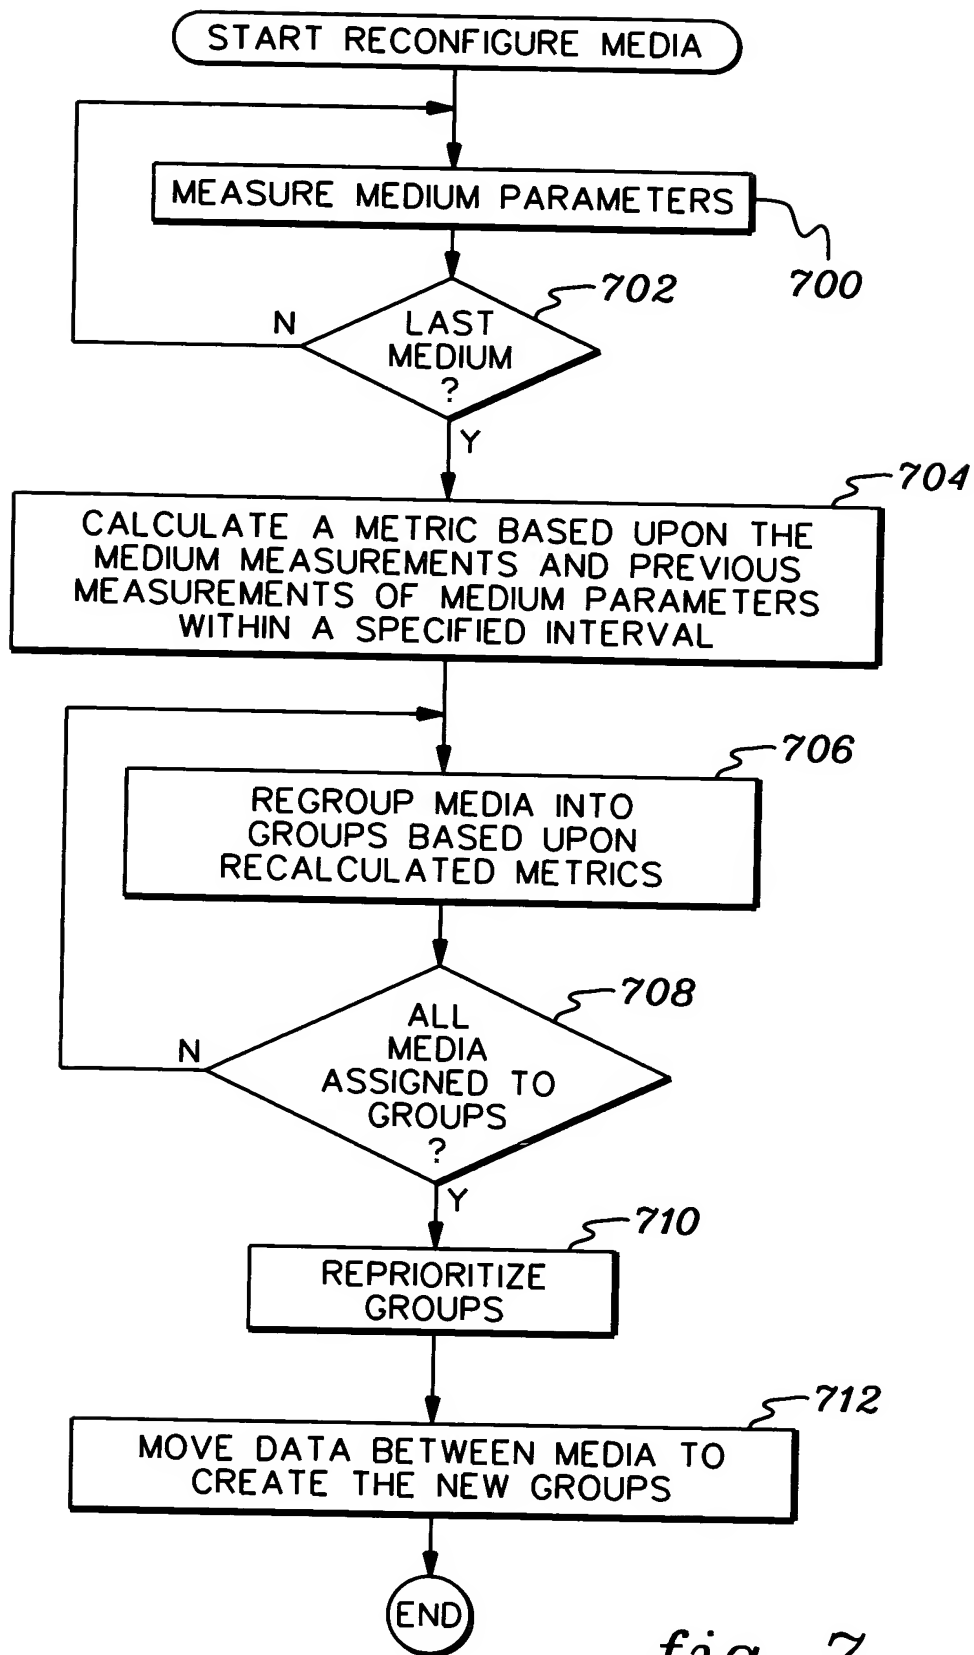 START RECONFIGURE MEDIA
MEASURE MEDIUM PARAMETERS
700
702
N
LAST
MEDIUM
?
Y
704
CALCULATE A METRIC BASED UPON THE
MEDIUM MEASUREMENTS AND PREVIOUS
MEASUREMENTS OF MEDIUM PARAMETERS
WITHIN A SPECIFIED INTERVAL
706
REGROUP MEDIA INTO
GROUPS BASED UPON
RECALCULATED METRICS
708
N
ALL
MEDIA
ASSIGNED TO
GROUPS
?
Y
710
REPRIORITIZE
GROUPS
712
MOVE DATA BETWEEN MEDIA TO
CREATE THE NEW GROUPS
END
fig. 7